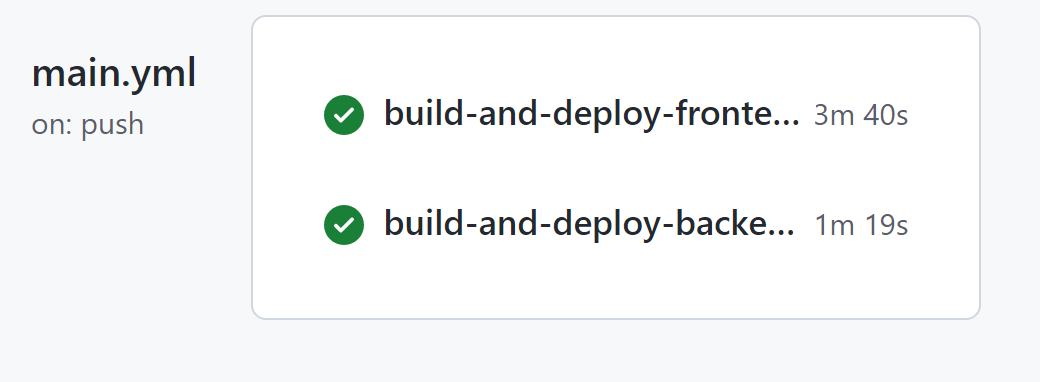 main.yml
on: push
build-and-deploy-fronte... 3m 40s
build-and-deploy-backe... 1m 19s